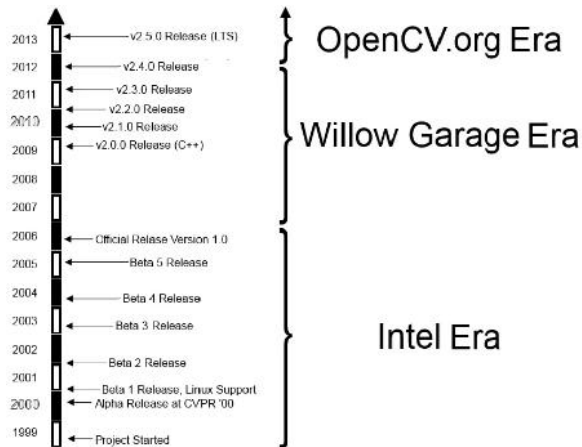 2013
v2.5.0 Release (LTS)
OpenCV.org Era
2012
v2.4.0 Release
2011
v2.3.0 Release
v2.2.0 Release
2010
v2.1.0 Release
Willow Garage Era
2009
v2.0.0 Release (C++)
2008
2007
2006
Official Relase Version 1.0
2005
Beta 5 Release
2004
Beta 4 Release
2003
Beta 3 Release
Intel Era
2002
Beta 2 Release
2001
Beta 1 Release, Linux Support
2000
Alpha Release at CVPR '00
1999
Project Started